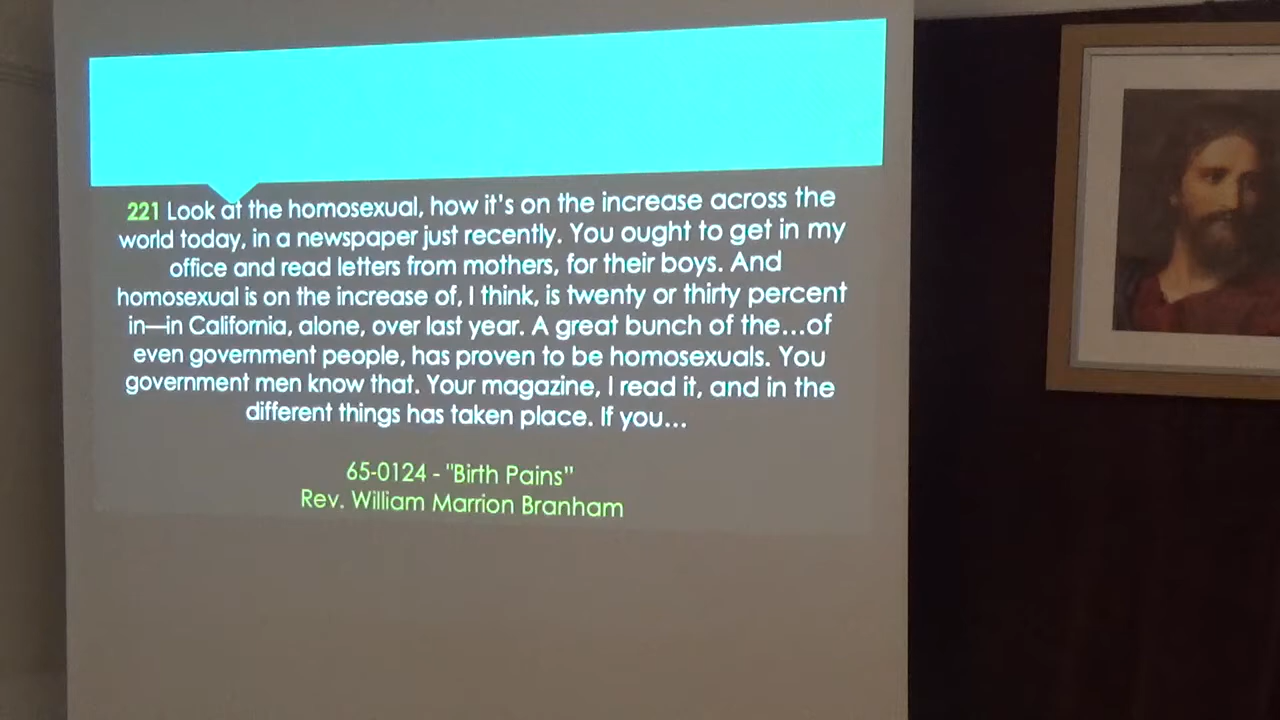 221 Look at the homosexual, how it's on the increase across the
world today, in a newspaper just recently. You ought to get in my
office and read letters from mothers, for their boys. And
homosexual is on the increase of, I think, is twenty or thirty percent
in—in California, alone, over last year. A great bunch of the...of
even government people, has proven to be homosexuals. You
government men know that. Your magazine, I read it, and in the
different things has taken place. If you...
65-0124 - "Birth Pains"
Rev. William Marrion Branham